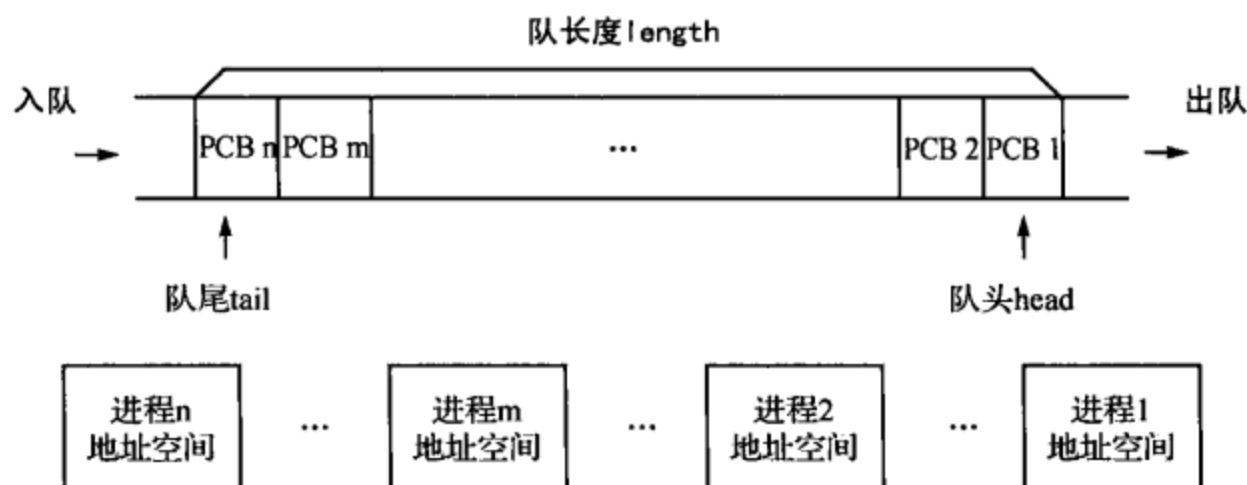 队长度length
入队
出队
PCB n PCB m ... PCB 2 PCB 1
队尾tail
队头head
进程n ... 进程m ... 进程2 ... 进程1
地址空间 地址空间 地址空间 地址空间